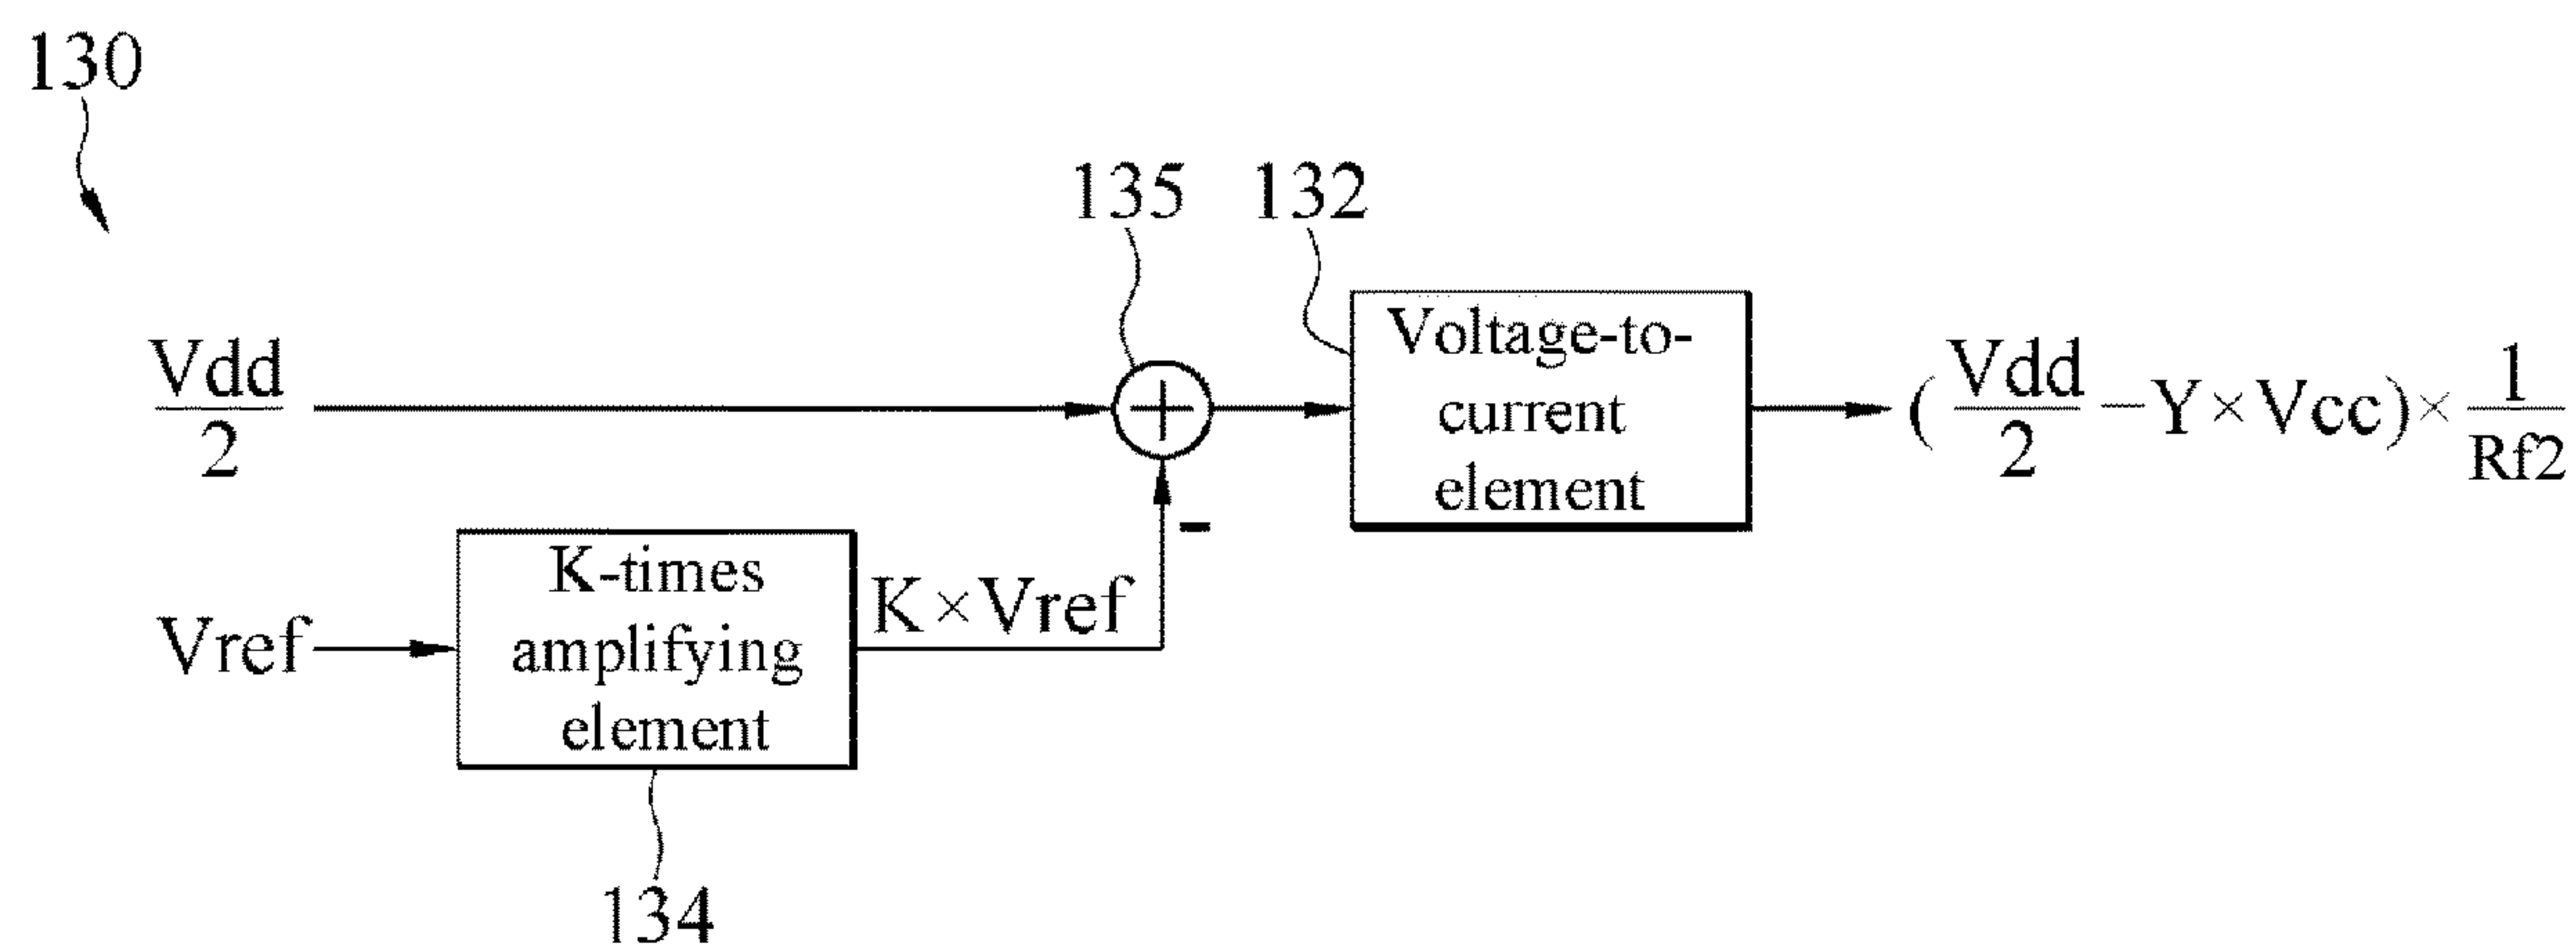 130
135
132
Vdd/2
Voltage-to-
current
element
(Vdd/2 −Y×Vcc)× 1/Rf2
-
Vref
K-times
amplifying
element
K×Vref
134